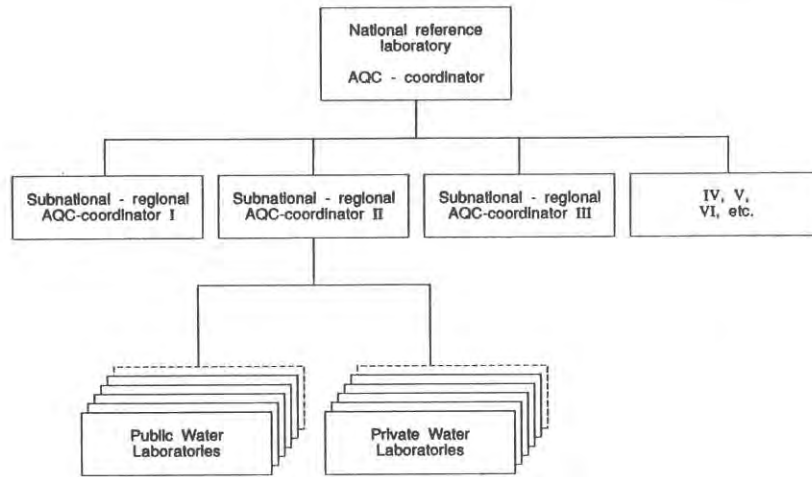 National reference
laboratory
AQC - coordinator
Subnational - regional
AQC-coordinator I
Subnational - regional
AQC-coordinator II
Subnational - regional
AQC-coordinator III
IV, V,
VI, etc.
Public Water
Laboratories
Private Water
Laboratories